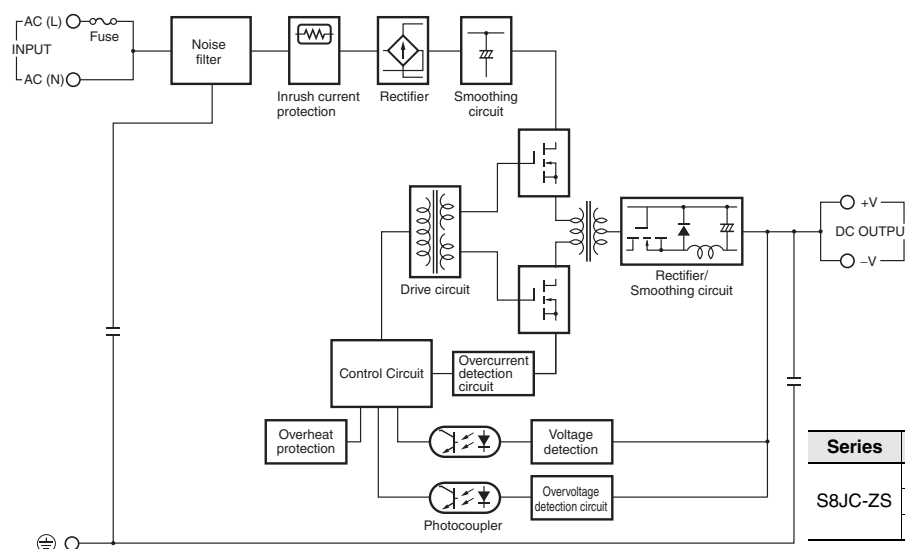 AC (L)
Fuse
INPUT
AC (N)
Noise
filter
Inrush current
protection
Rectifier
Smoothing
circuit
Drive circuit
Rectifier/
Smoothing circuit
+V
DC OUTPU
–V
Control Circuit
Overcurrent
detection
circuit
Overheat
protection
Voltage
detection
Overvoltage
detection circuit
Photocoupler
Series
S8JC-ZS